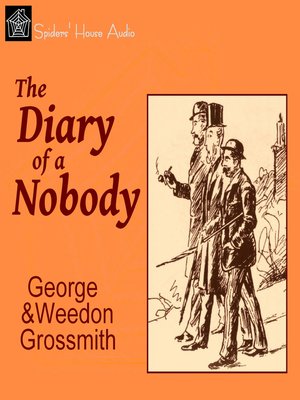 Spiders' House Audio
The
Diary
of a
Nobody
George
&Weedon
Grossmith